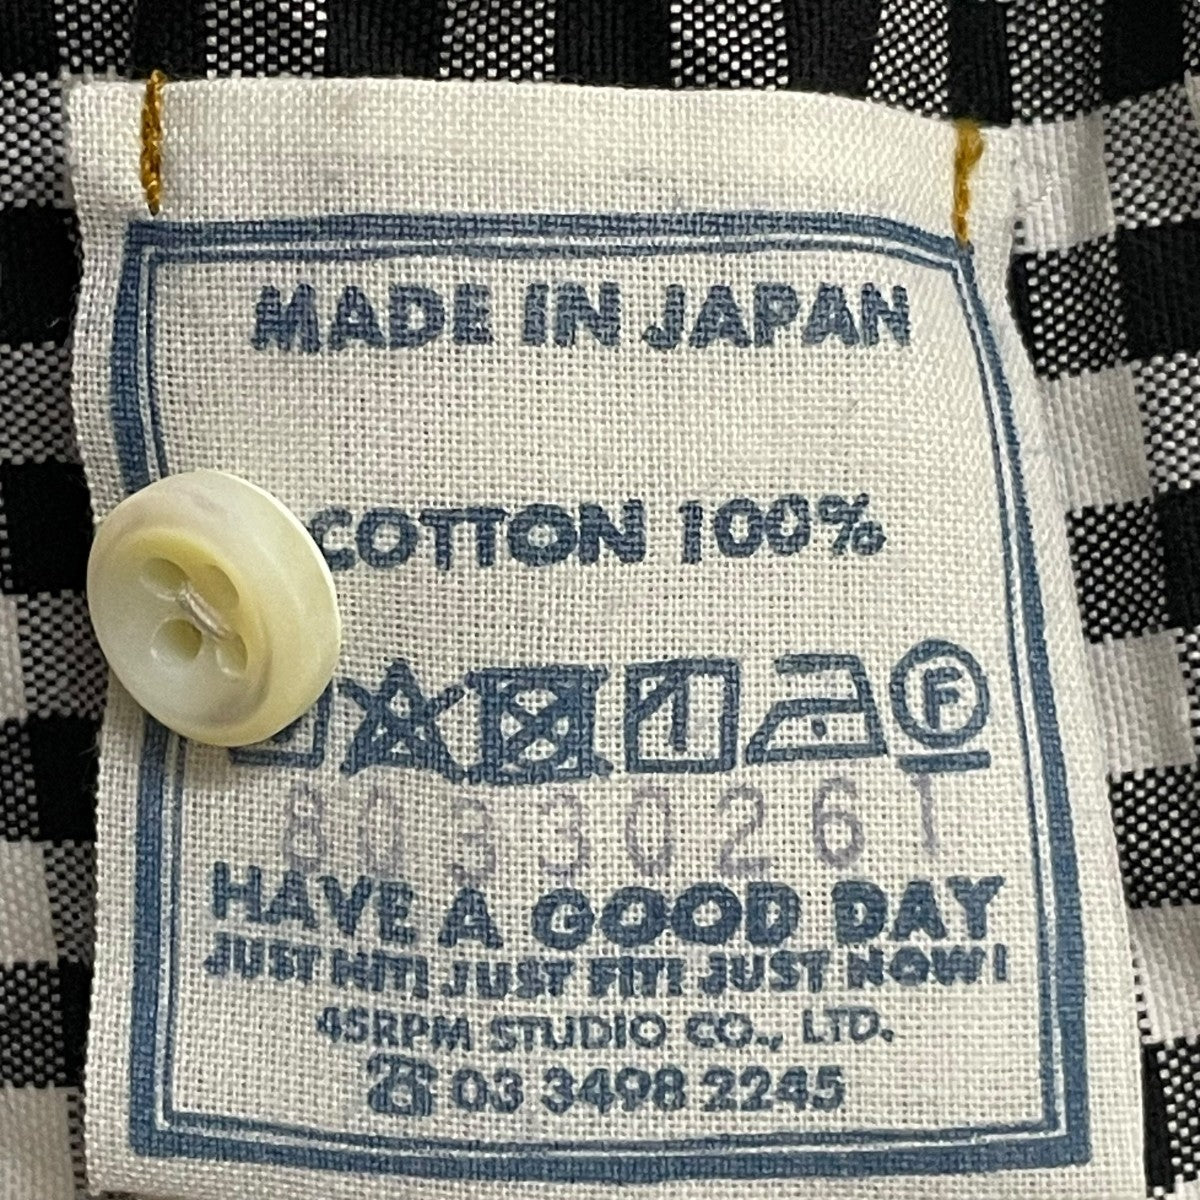 MADE IN JAPAN
COTTON 100%
F
8033026T
HAVE A GOOD DAY
JUST HIT! JUST FIT! JUST NOW!
45RPM STUDIO CO., LTD.
☎ 03 3498 2245